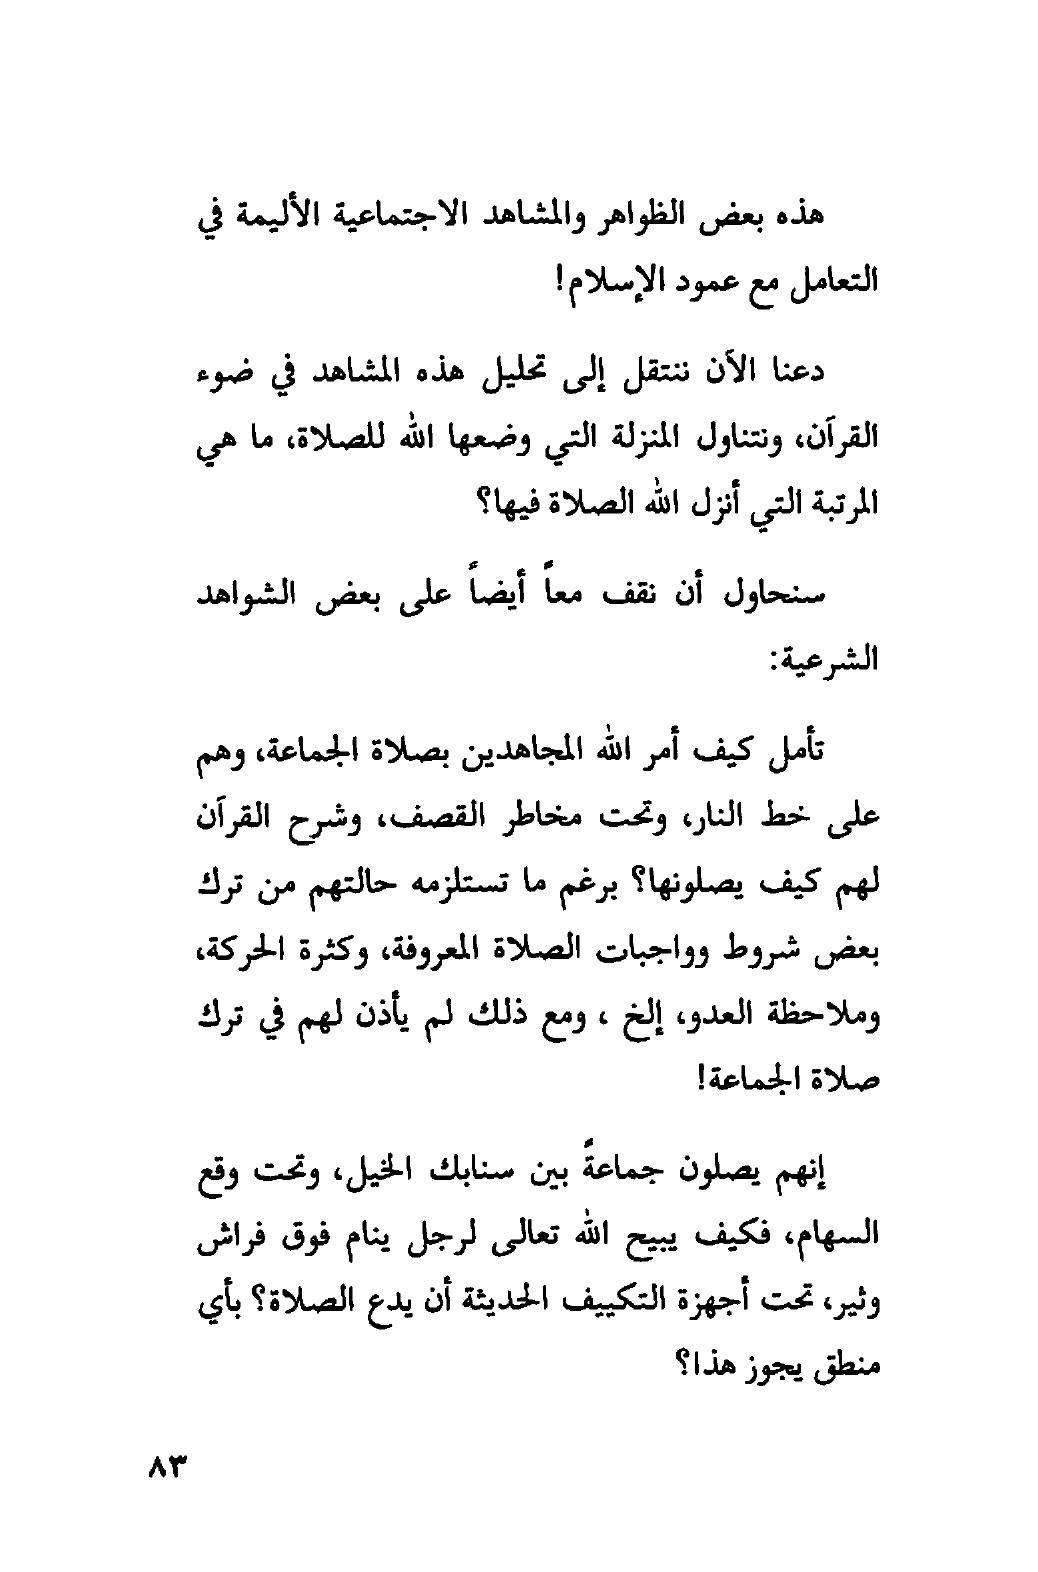 هذه بعض الظواهر والمشاهد الاجتماعية الأليمة في
التعامل مع عمود الإسلام!
دعنا الآن ننتقل إلى تحليل هذه المشاهد في ضوء
القرآن، ونتناول المنزلة التي وضعها الله للصلاة، ما هي
المرتبة التي أنزل الله الصلاة فيها؟
سنحاول أن نقف معاً أيضاً على بعض الشواهد
الشرعية:
تأمل كيف أمر الله المجاهدين بصلاة الجماعة، وهم
على خط النار، وتحت مخاطر القصف، وشرح القرآن
لهم كيف يصلونها؟ برغم ما تستلزمه حالتهم من ترك
بعض شروط وواجبات الصلاة المعروفة، وكثرة الحركة،
وملاحظة العدو، إلخ ، ومع ذلك لم يأذن لهم في ترك
صلاة الجماعة!
إنهم يصلون جماعةً بين سنابك الخيل، وتحت وقع
السهام، فكيف يبيح الله تعالى لرجل ينام فوق فراش
وثير، تحت أجهزة التكييف الحديثة أن يدع الصلاة؟ بأي
منطق يجوز هذا؟
٨٣